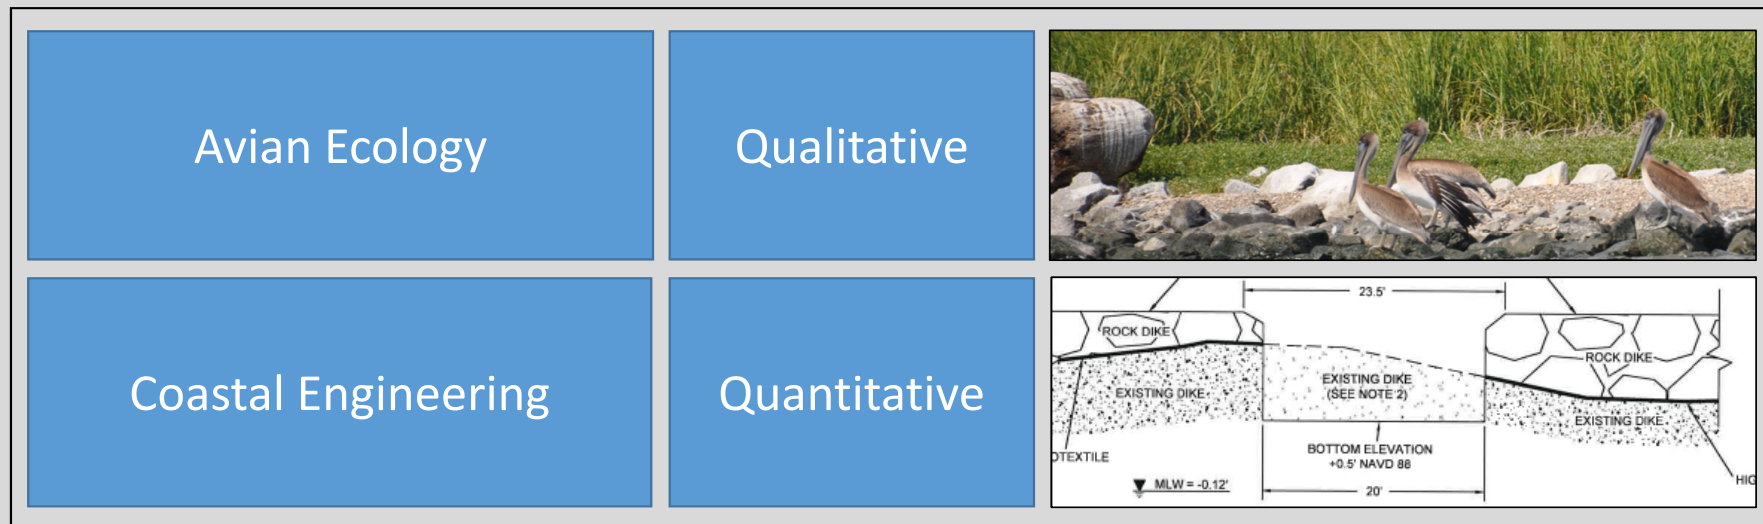 Avian Ecology
Qualitative
Coastal Engineering
Quantitative
23.5'
ROCK DIKE
ROCK DIKE
EXISTING DIKE
EXISTING DIKE
(SEE NOTE 2)
EXISTING DIKE
BOTTOM ELEVATION
+0.5' NAVD 88
OTEXTILE
MLW = -0.12'
20'
HIG